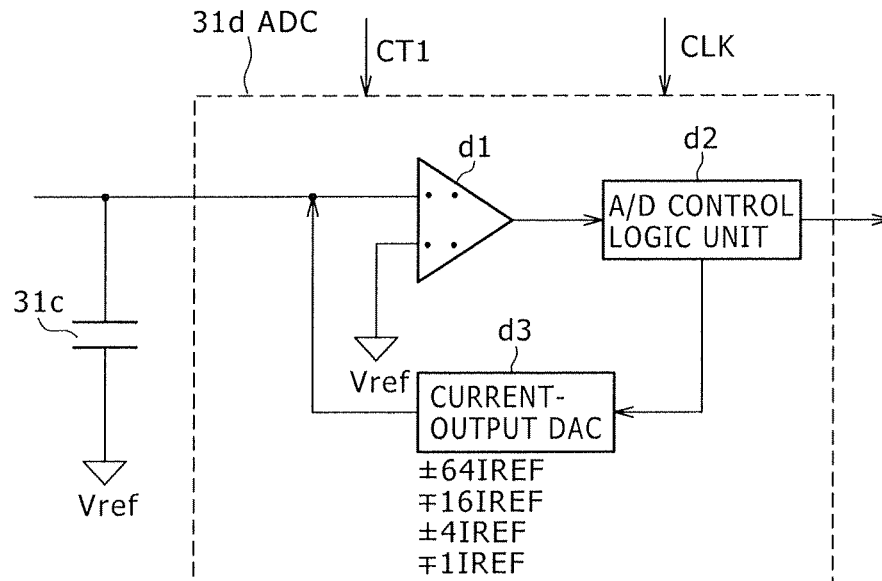 31d ADC
CT1
CLK
d1
d2
A/D CONTROL
LOGIC UNIT
31c
Vref
d3
Vref
CURRENT-
OUTPUT DAC
±64IREF
∓16IREF
±4IREF
∓1IREF